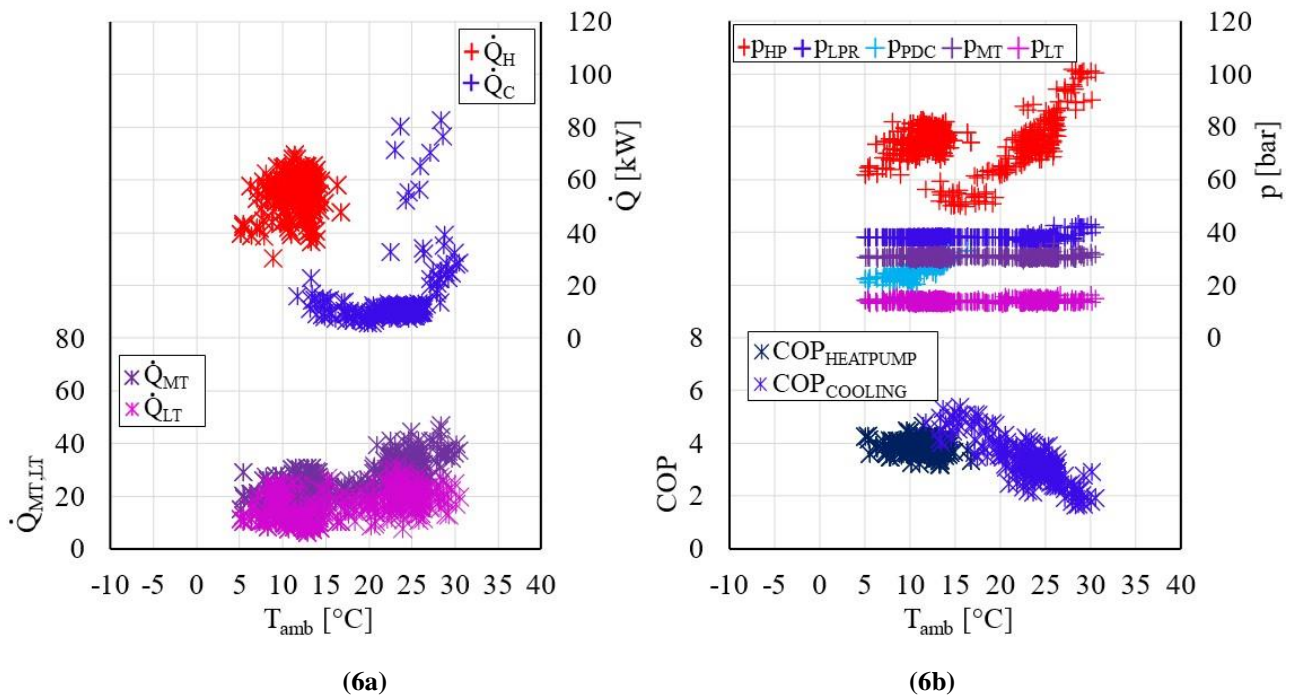 Q̇H
Q̇C
120
100
80
60
40
20
0
Q̇ [kW]
80
60
40
20
0
Q̇MT,LT
Q̇MT
Q̇LT
-10 -5 0 5 10 15 20 25 30 35 40
Tamb [°C]
(6a)
pHP pLPR pPDC pMT pLT
120
100
80
60
40
20
0
p [bar]
8
6
4
2
0
COP
COPHEATPUMP
COPCOOLING
-10 -5 0 5 10 15 20 25 30 35 40
Tamb [°C]
(6b)